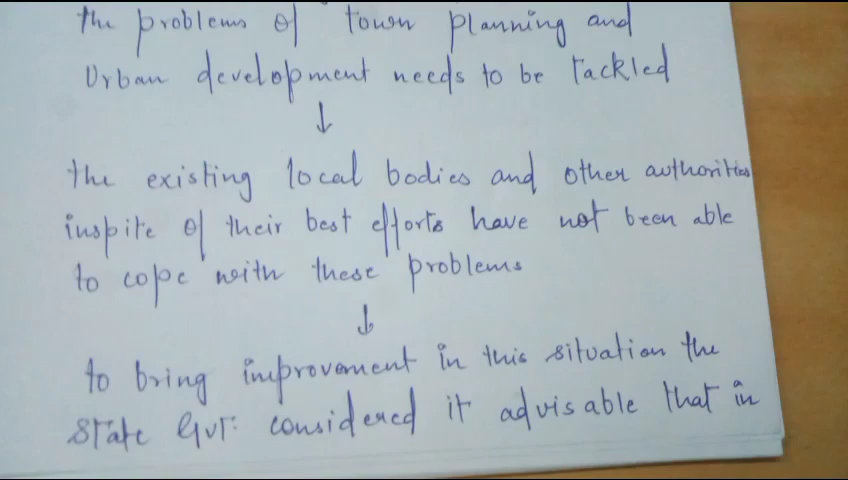 the problems of town planning and
Urban development needs to be tackled
↓
the existing local bodies and other authorities
inspite of their best efforts have not been able
to cope with these problems
↓
to bring improvement in this situation the
State Gvt. considered it advisable that in